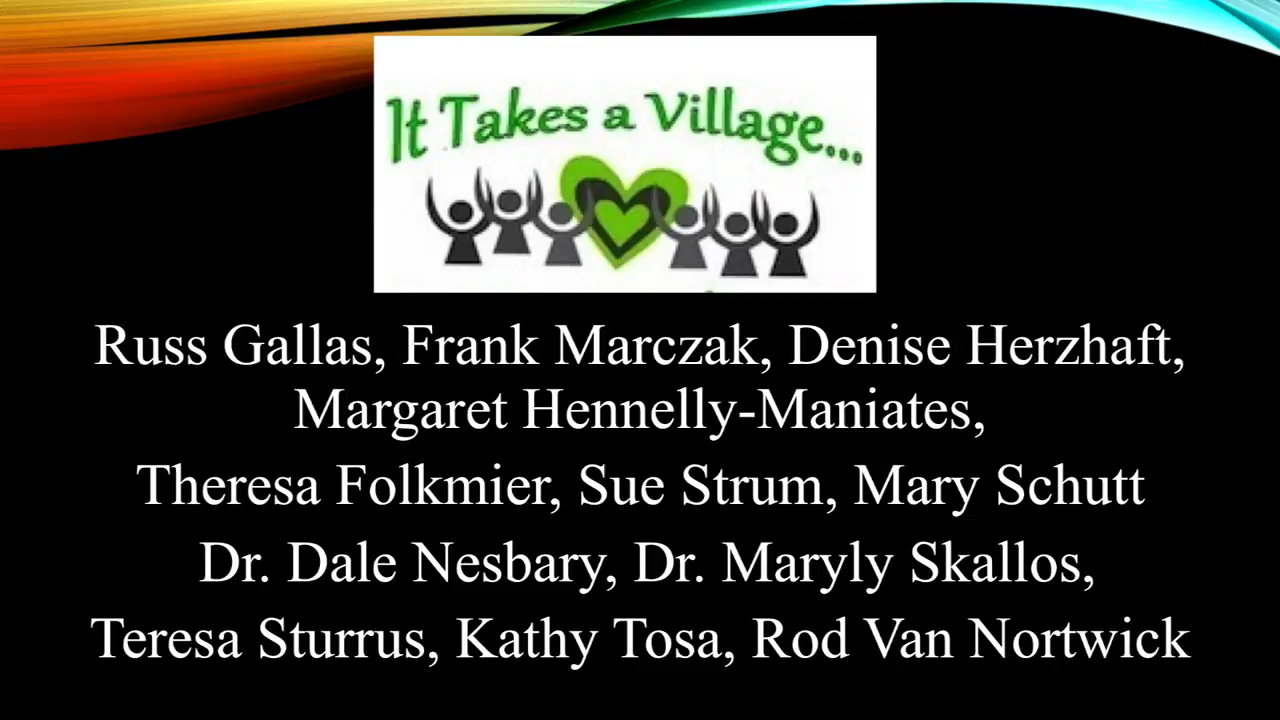 It Takes a Village...
Russ Gallas, Frank Marczak, Denise Herzhaft,
Margaret Hennelly-Maniates,
Theresa Folkmier, Sue Strum, Mary Schutt
Dr. Dale Nesbary, Dr. Maryly Skallos,
Teresa Sturrus, Kathy Tosa, Rod Van Nortwick